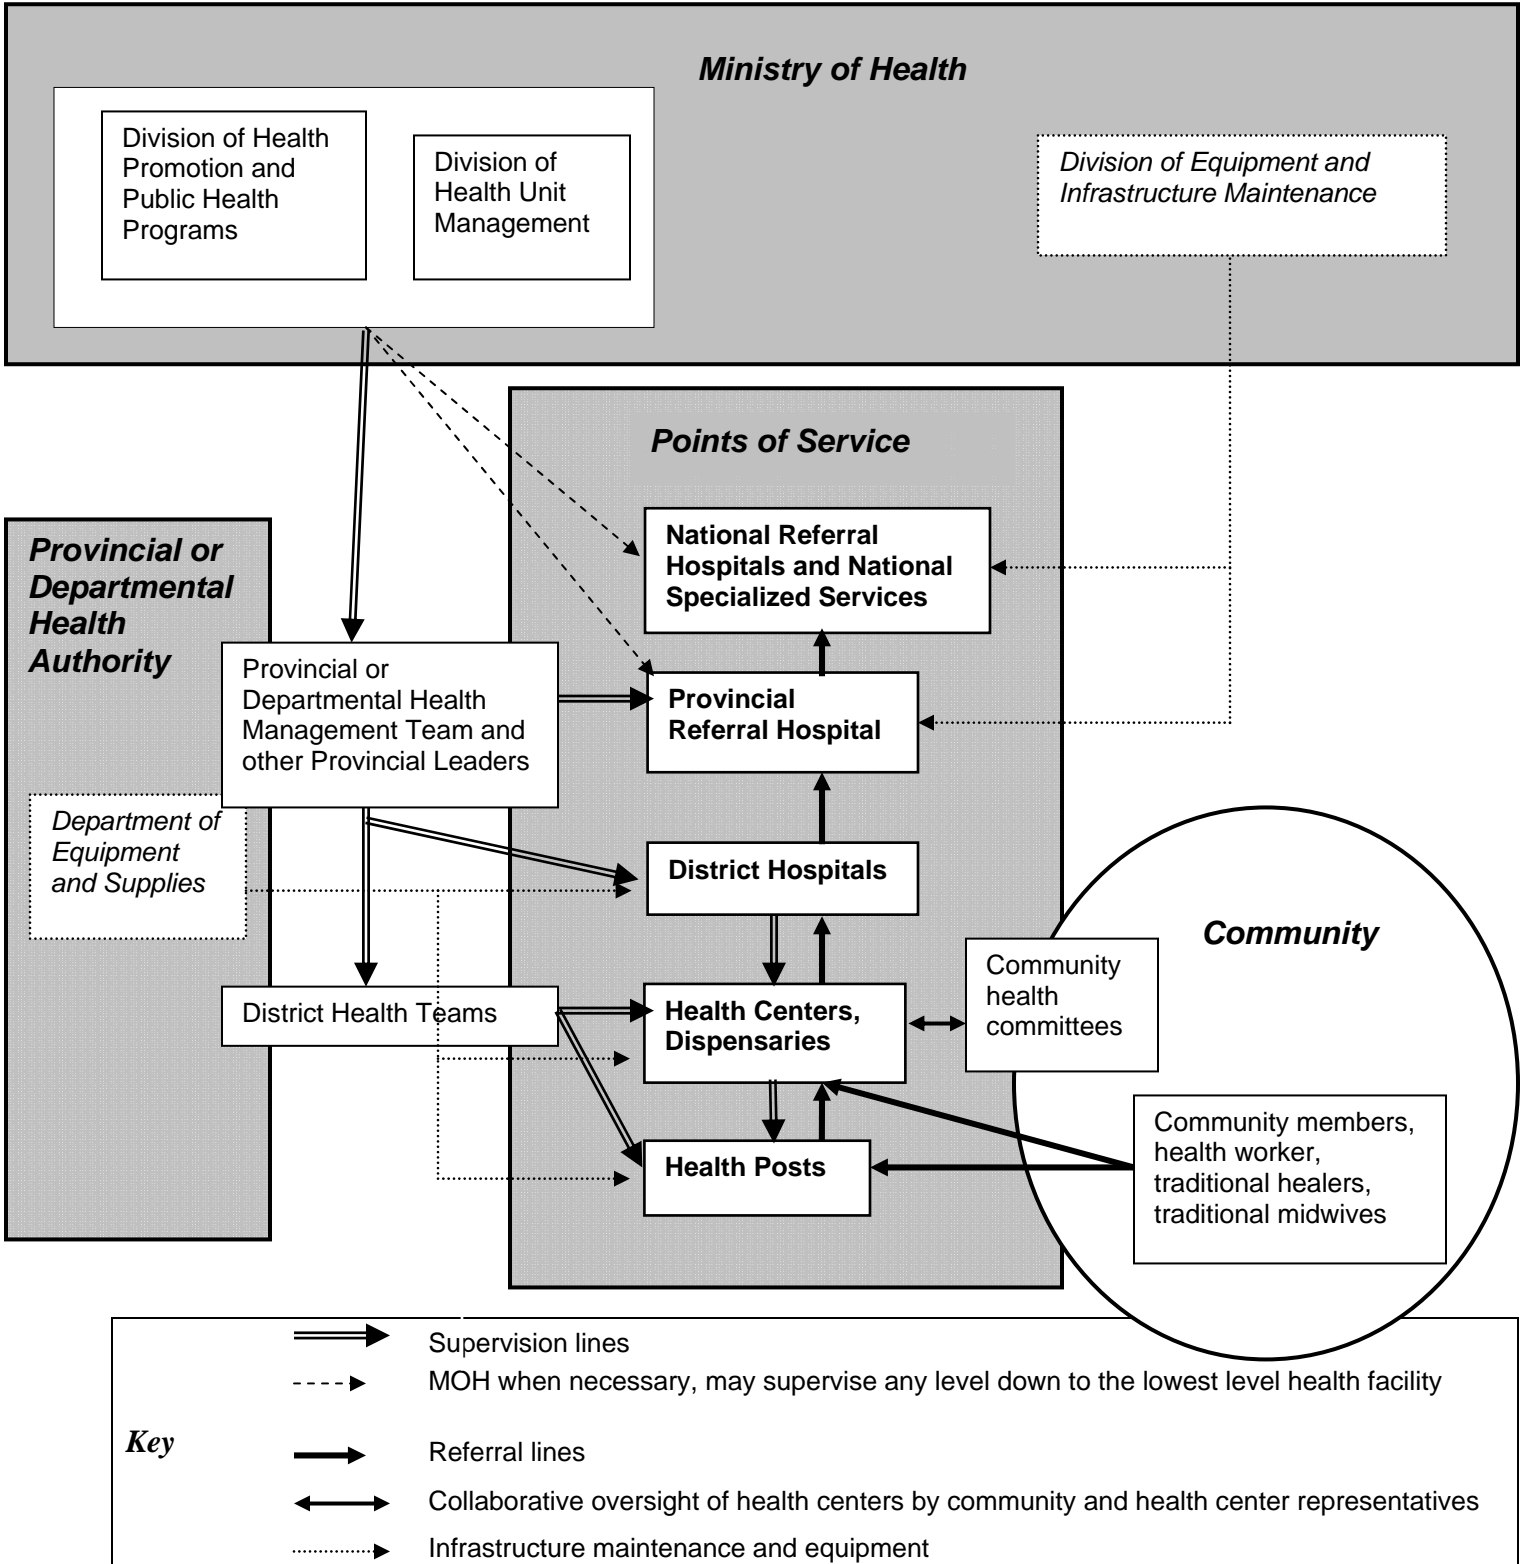 Ministry of Health
Division of Health
Promotion and
Public Health
Programs
Division of
Health Unit
Management
Division of Equipment and
Infrastructure Maintenance
Points of Service
National Referral
Hospitals and National
Specialized Services
Provincial or
Departmental
Health
Authority
Provincial or
Departmental Health
Management Team and
other Provincial Leaders
Provincial
Referral Hospital
Department of
Equipment
and Supplies
District Hospitals
Community
Community
health
committees
District Health Teams
Health Centers,
Dispensaries
Community members,
health worker,
traditional healers,
traditional midwives
Health Posts
Key
Supervision lines
MOH when necessary, may supervise any level down to the lowest level health facility
Referral lines
Collaborative oversight of health centers by community and health center representatives
Infrastructure maintenance and equipment